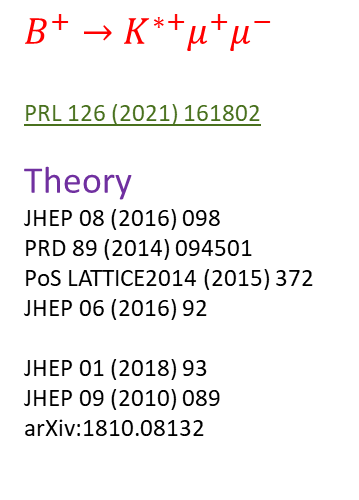 B⁺ → K*⁺μ⁺μ⁻
PRL 126 (2021) 161802
Theory
JHEP 08 (2016) 098
PRD 89 (2014) 094501
PoS LATTICE2014 (2015) 372
JHEP 06 (2016) 92
JHEP 01 (2018) 93
JHEP 09 (2010) 089
arXiv:1810.08132